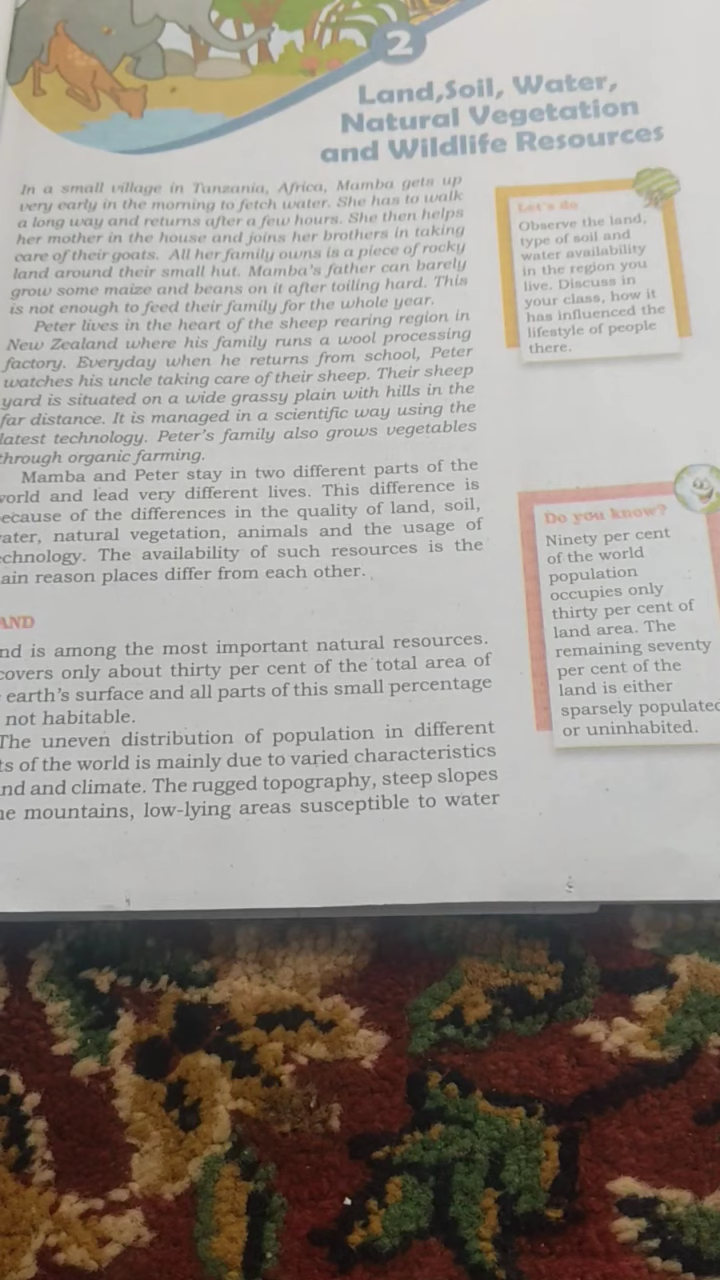 2
Land,Soil, Water,
Natural Vegetation
and Wildlife Resources
In a small village in Tanzania, Africa, Mamba gets up
very early in the morning to fetch water. She has to walk
a long way and returns after a few hours. She then helps
her mother in the house and joins her brothers in taking
care of their goats. All her family owns is a piece of rocky
land around their small hut. Mamba's father can barely
grow some maize and beans on it after toiling hard. This
is not enough to feed their family for the whole year.
Peter lives in the heart of the sheep rearing region in
New Zealand where his family runs a wool processing
factory. Everyday when he returns from school, Peter
watches his uncle taking care of their sheep. Their sheep
yard is situated on a wide grassy plain with hills in the
far distance. It is managed in a scientific way using the
latest technology. Peter's family also grows vegetables
through organic farming.
Mamba and Peter stay in two different parts of the
world and lead very different lives. This difference is
ecause of the differences in the quality of land, soil,
ater, natural vegetation, animals and the usage of
echnology. The availability of such resources is the
ain reason places differ from each other.
AND
nd is among the most important natural resources.
covers only about thirty per cent of the total area of
earth's surface and all parts of this small percentage
not habitable.
The uneven distribution of population in different
ts of the world is mainly due to varied characteristics
nd and climate. The rugged topography, steep slopes
he mountains, low-lying areas susceptible to water
Let's do
Observe the land,
type of soil and
water availability
in the region you
live. Discuss in
your class, how it
has influenced the
lifestyle of people
there.
Do you know?
Ninety per cent
of the world
population
occupies only
thirty per cent of
land area. The
remaining seventy
per cent of the
land is either
sparsely populated
or uninhabited.